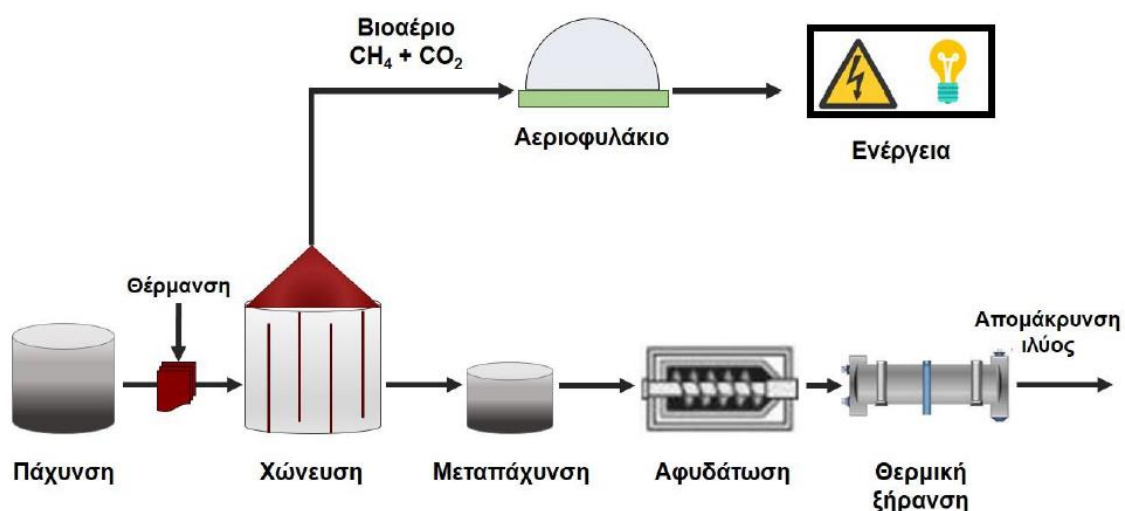 Βιοαέριο
CH₄ + CO₂
Αεριοφυλάκιο
Ενέργεια
Θέρμανση
Απομάκρυνση
ιλύος
Πάχυνση
Χώνευση
Μεταπάχυνση
Αφυδάτωση
Θερμική
ξήρανση